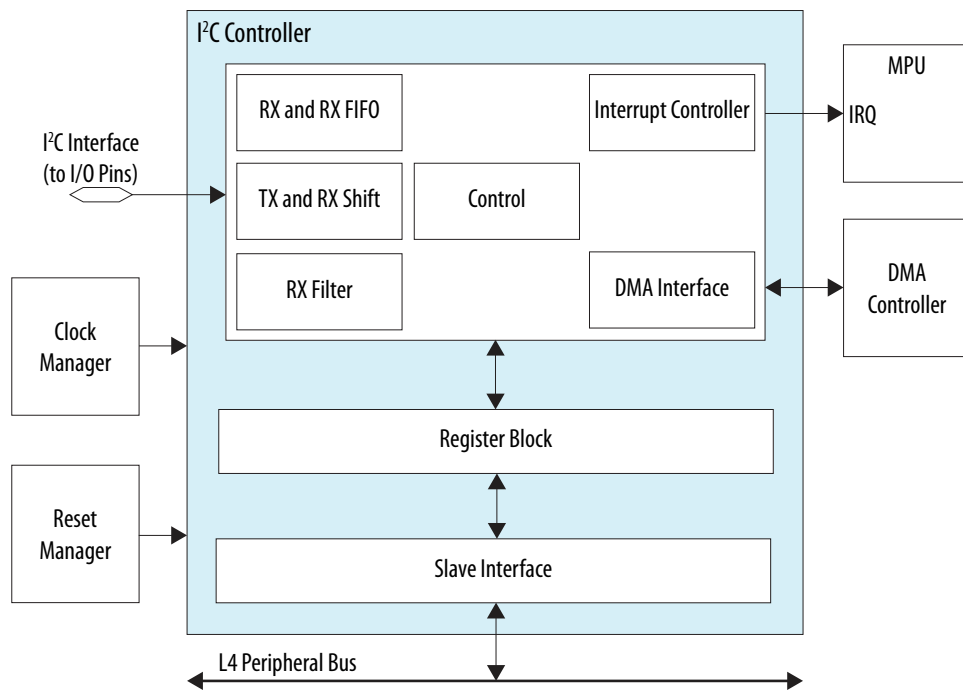 I²C Controller
MPU
IRQ
RX and RX FIFO
Interrupt Controller
I²C Interface
(to I/O Pins)
TX and RX Shift
Control
RX Filter
DMA Interface
DMA
Controller
Clock
Manager
Register Block
Reset
Manager
Slave Interface
L4 Peripheral Bus